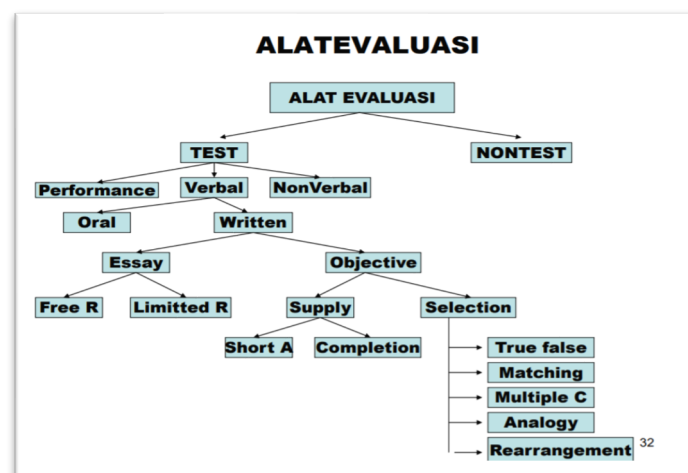 ALATEVALUASI
ALAT EVALUASI
TEST
NONTEST
Performance
Verbal
NonVerbal
Oral
Written
Essay
Objective
Free R
Limitted R
Supply
Selection
Short A
Completion
True false
Matching
Multiple C
Analogy
Rearrangement
32